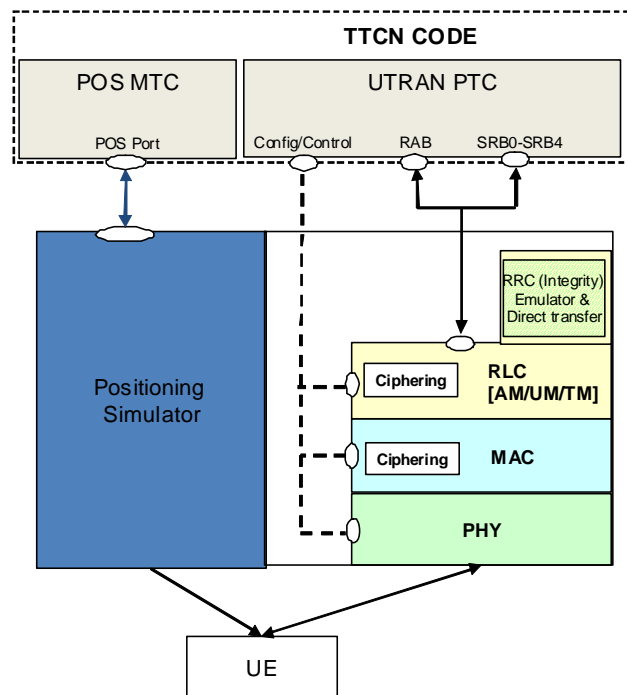 TTCN CODE
POS MTC
UTRAN PTC
POS Port
Config/Control
RAB
SRB0-SRB4
RRC (Integrity)
Emulator &
Direct transfer
Ciphering
RLC
[AM/UM/TM]
Positioning
Simulator
Ciphering
MAC
PHY
UE